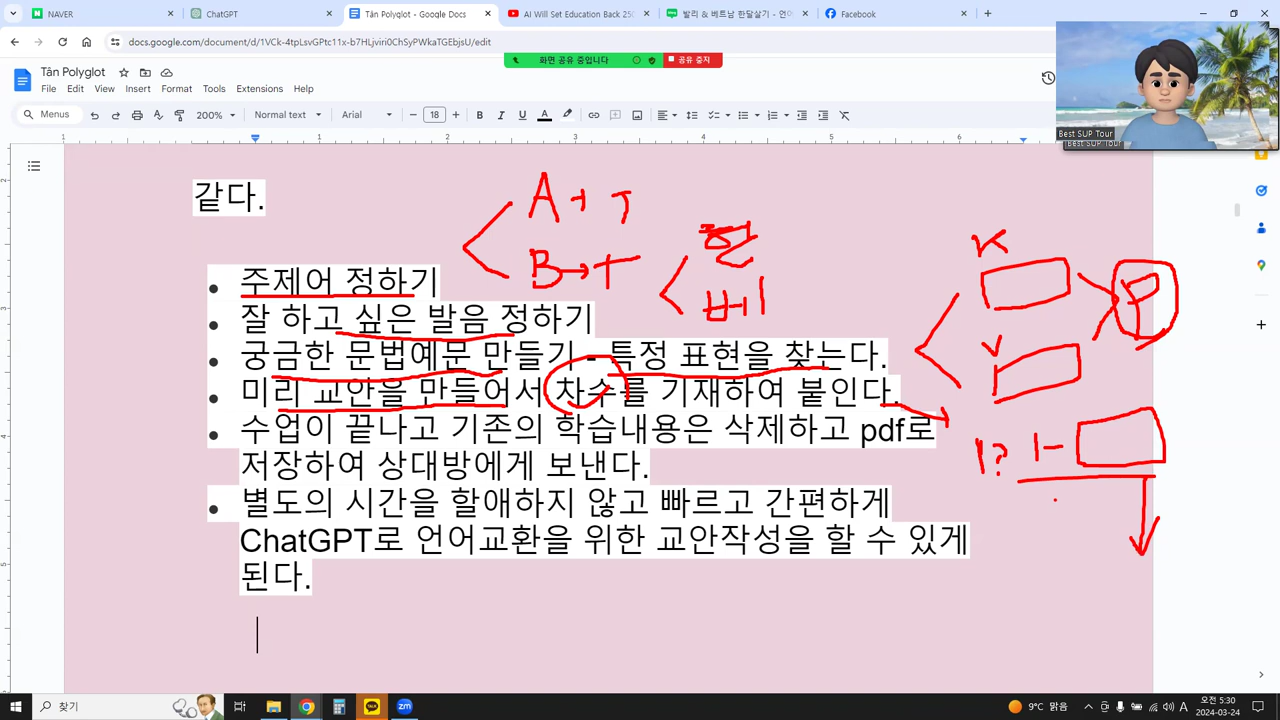 NAVER
ChatGPT
Tân Polyglot - Google Docs
AI Will Set Education Back 250
발리 & 베트남 한달살기 - 언어
Facebook
docs.google.com/document/d/1VCk-4tpLsvGPtc11x-b7HLjviri0ChSyPWkaTGEbjsU/edit
화면 공유 중입니다
공유 중지
Tân Polyglot
File Edit View Insert Format Tools Extensions Help
Menus 200% Normal text Arial 18
Best SUP Tour
Best SUP Tour
같다.
A + T
B → T
현
K
V
1? 1-
• 주제어 정하기
• 잘 하고 싶은 발음 정하기
• 궁금한 문법예문 만들기 - 특정 표현을 찾는다.
• 미리 교안을 만들어서 차수를 기재하여 붙인다.
• 수업이 끝나고 기존의 학습내용은 삭제하고 pdf로
저장하여 상대방에게 보낸다.
• 별도의 시간을 할애하지 않고 빠르고 간편하게
ChatGPT로 언어교환을 위한 교안작성을 할 수 있게
된다.
찾기
9°C 맑음
A
오전 5:30
2024-03-24